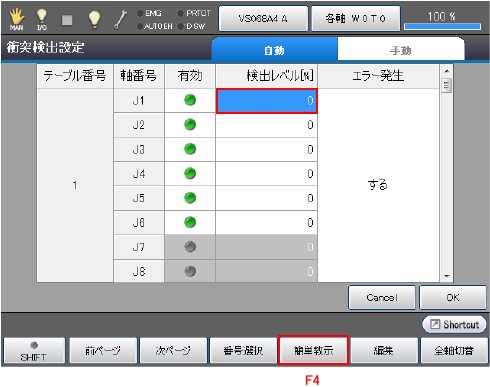 MAN I/O EMG PRTOT VS068A4 A 各軸 W0T0 100 %
AUTOEN DSW
衝突検出設定 自動 手動
テーブル番号 軸番号 有効 検出レベル[%] エラー発生
J1 0
J2 0
J3 0
J4 0
1 する
J5 0
J6 0
J7 0
J8 0
Cancel OK
Shortcut
SHIFT 前ページ 次ページ 番号選択 簡単教示 編集 全軸切替
F4